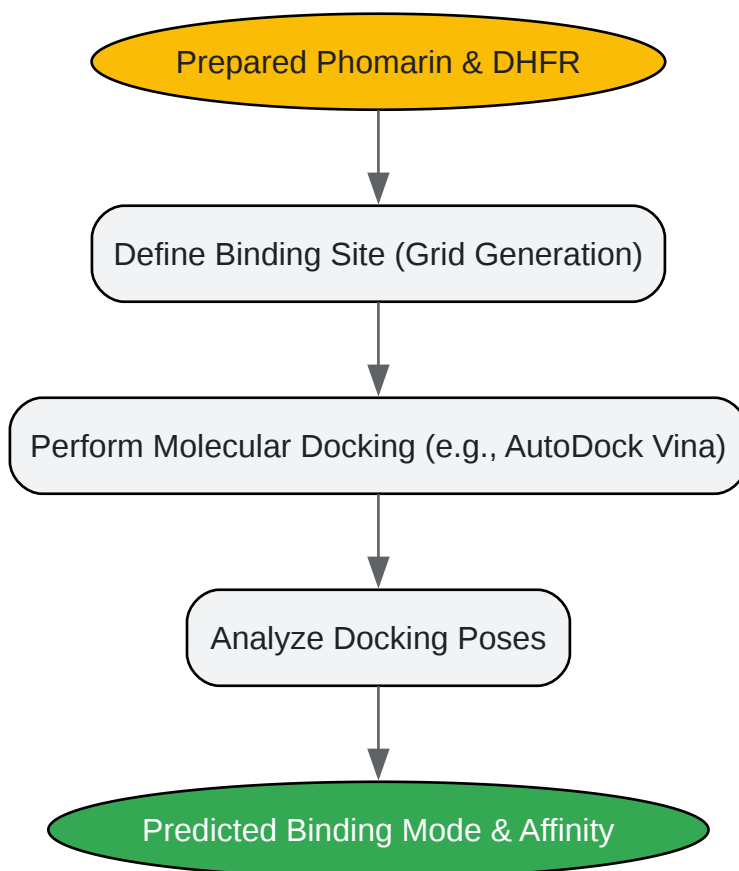 Prepared Phomarin & DHFR
Define Binding Site (Grid Generation)
Perform Molecular Docking (e.g., AutoDock Vina)
Analyze Docking Poses
Predicted Binding Mode & Affinity